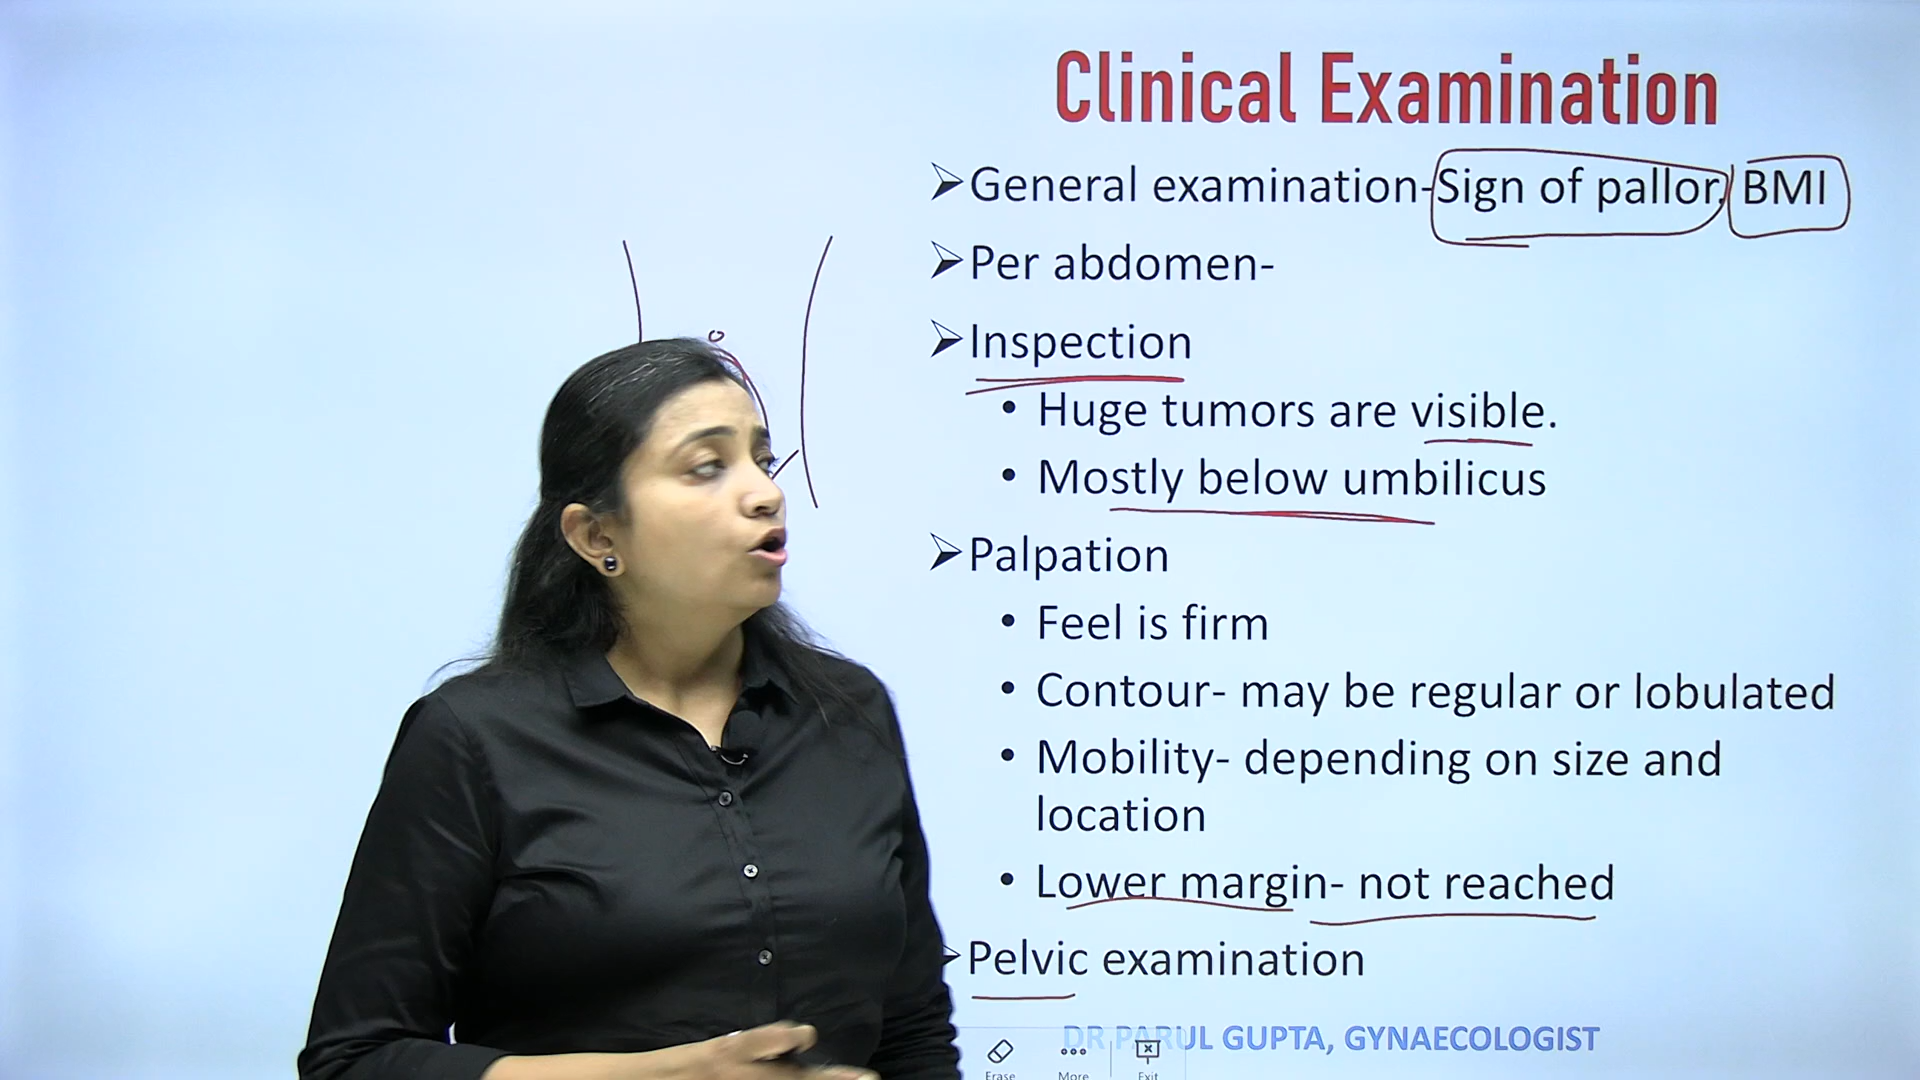 Clinical Examination
➢General examination-Sign of pallor, BMI
➢Per abdomen-
➢Inspection
• Huge tumors are visible.
• Mostly below umbilicus
➢Palpation
• Feel is firm
• Contour- may be regular or lobulated
• Mobility- depending on size and
location
• Lower margin- not reached
➢Pelvic examination
DR PARUL GUPTA, GYNAECOLOGIST
Erase More Exit